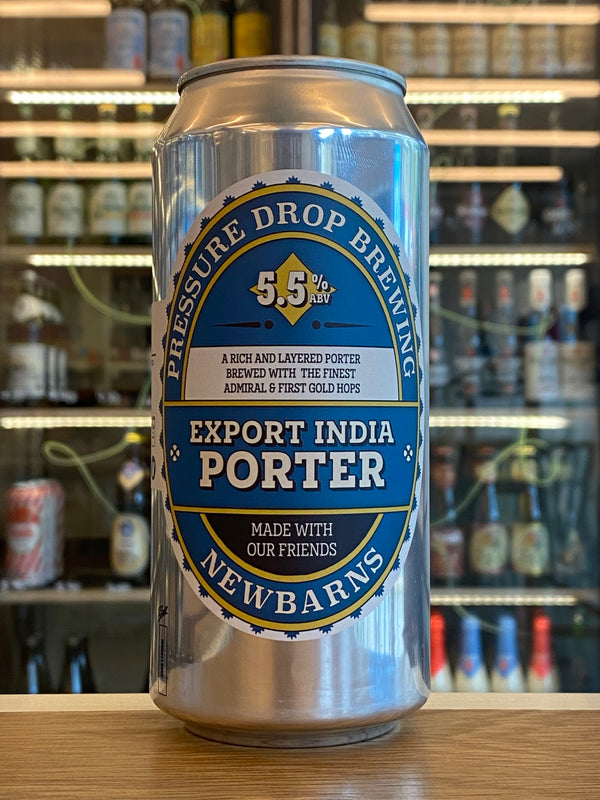 PRESSURE DROP BREWING
5.5%
ABV
A RICH AND LAYERED PORTER
BREWED WITH THE FINEST
ADMIRAL & FIRST GOLD HOPS
EXPORT INDIA
PORTER
MADE WITH
OUR FRIENDS
NEWBARNS